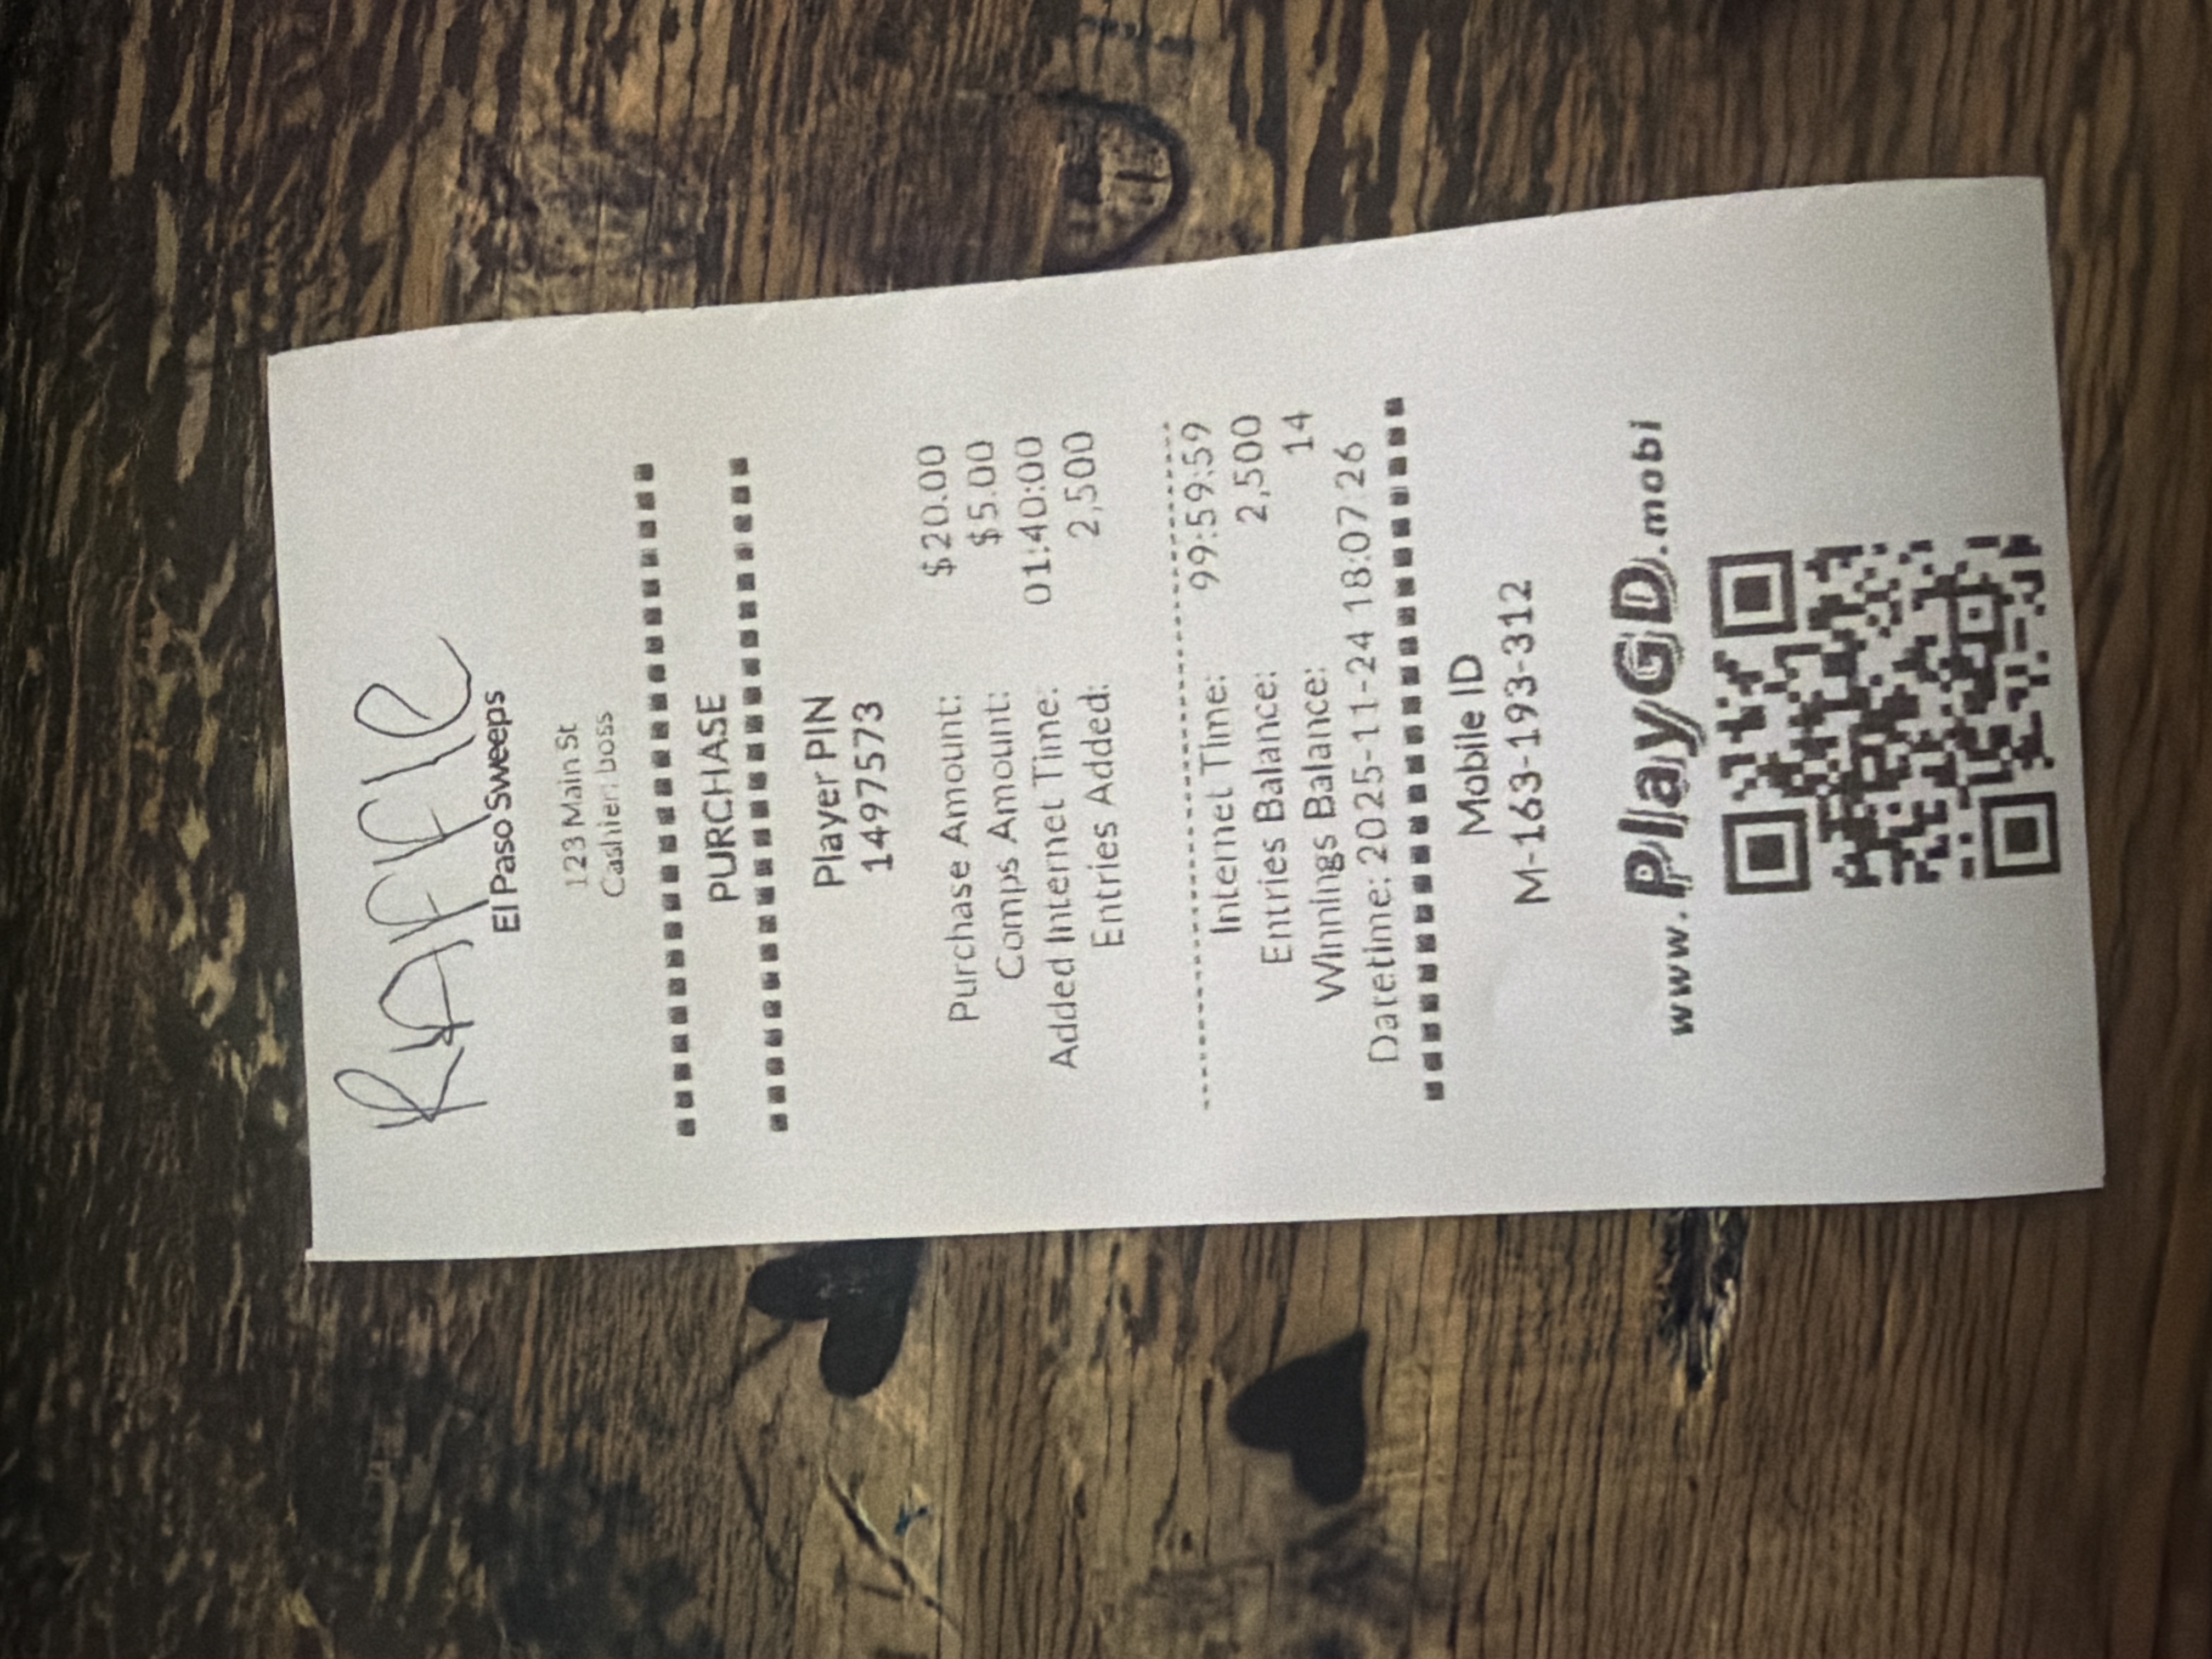 RAFFle
El Paso Sweeps
123 Main St
Cashier: boss
PURCHASE
Player PIN
1497573
Purchase Amount: $20.00
Comps Amount: $5.00
Added Internet Time: 01:40:00
Entries Added: 2,500
Internet Time: 99:59:59
Entries Balance: 2,500
Winnings Balance: 14
Datetime: 2025-11-24 18:07:26
Mobile ID
M-163-193-312
www.PlayGD.mobi